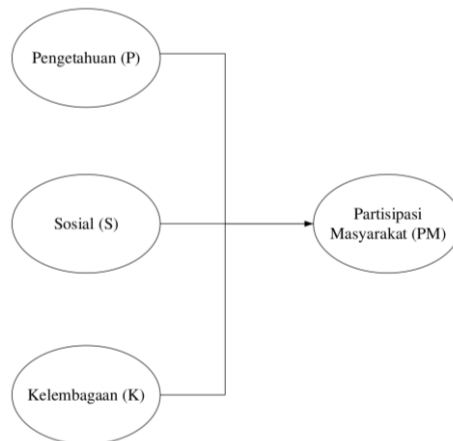 Pengetahuan (P)
Sosial (S)
Partisipasi
Masyarakat (PM)
Kelembagaan (K)